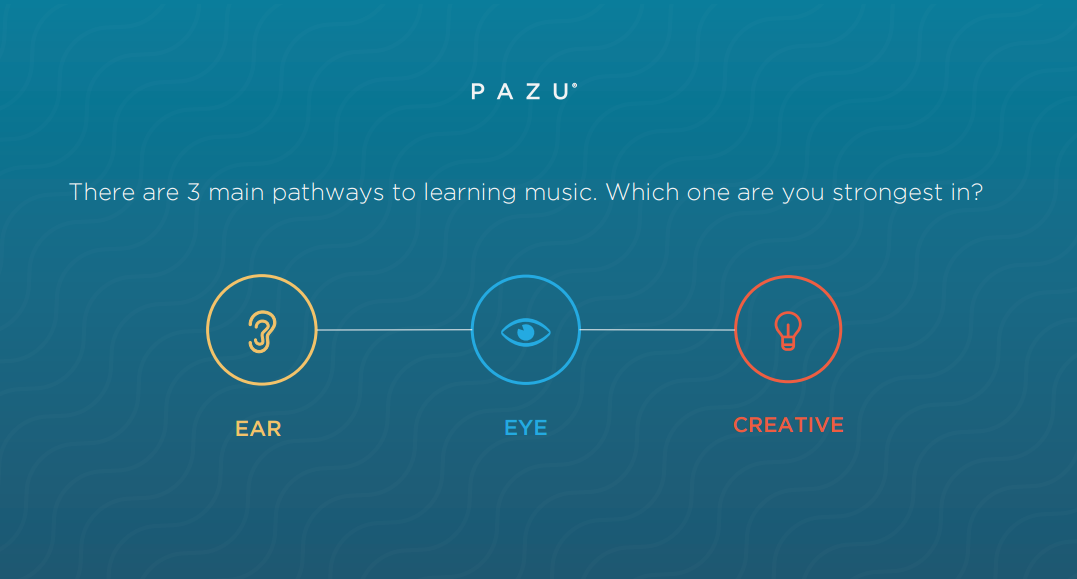 PAZU®
There are 3 main pathways to learning music. Which one are you strongest in?
EAR
EYE
CREATIVE